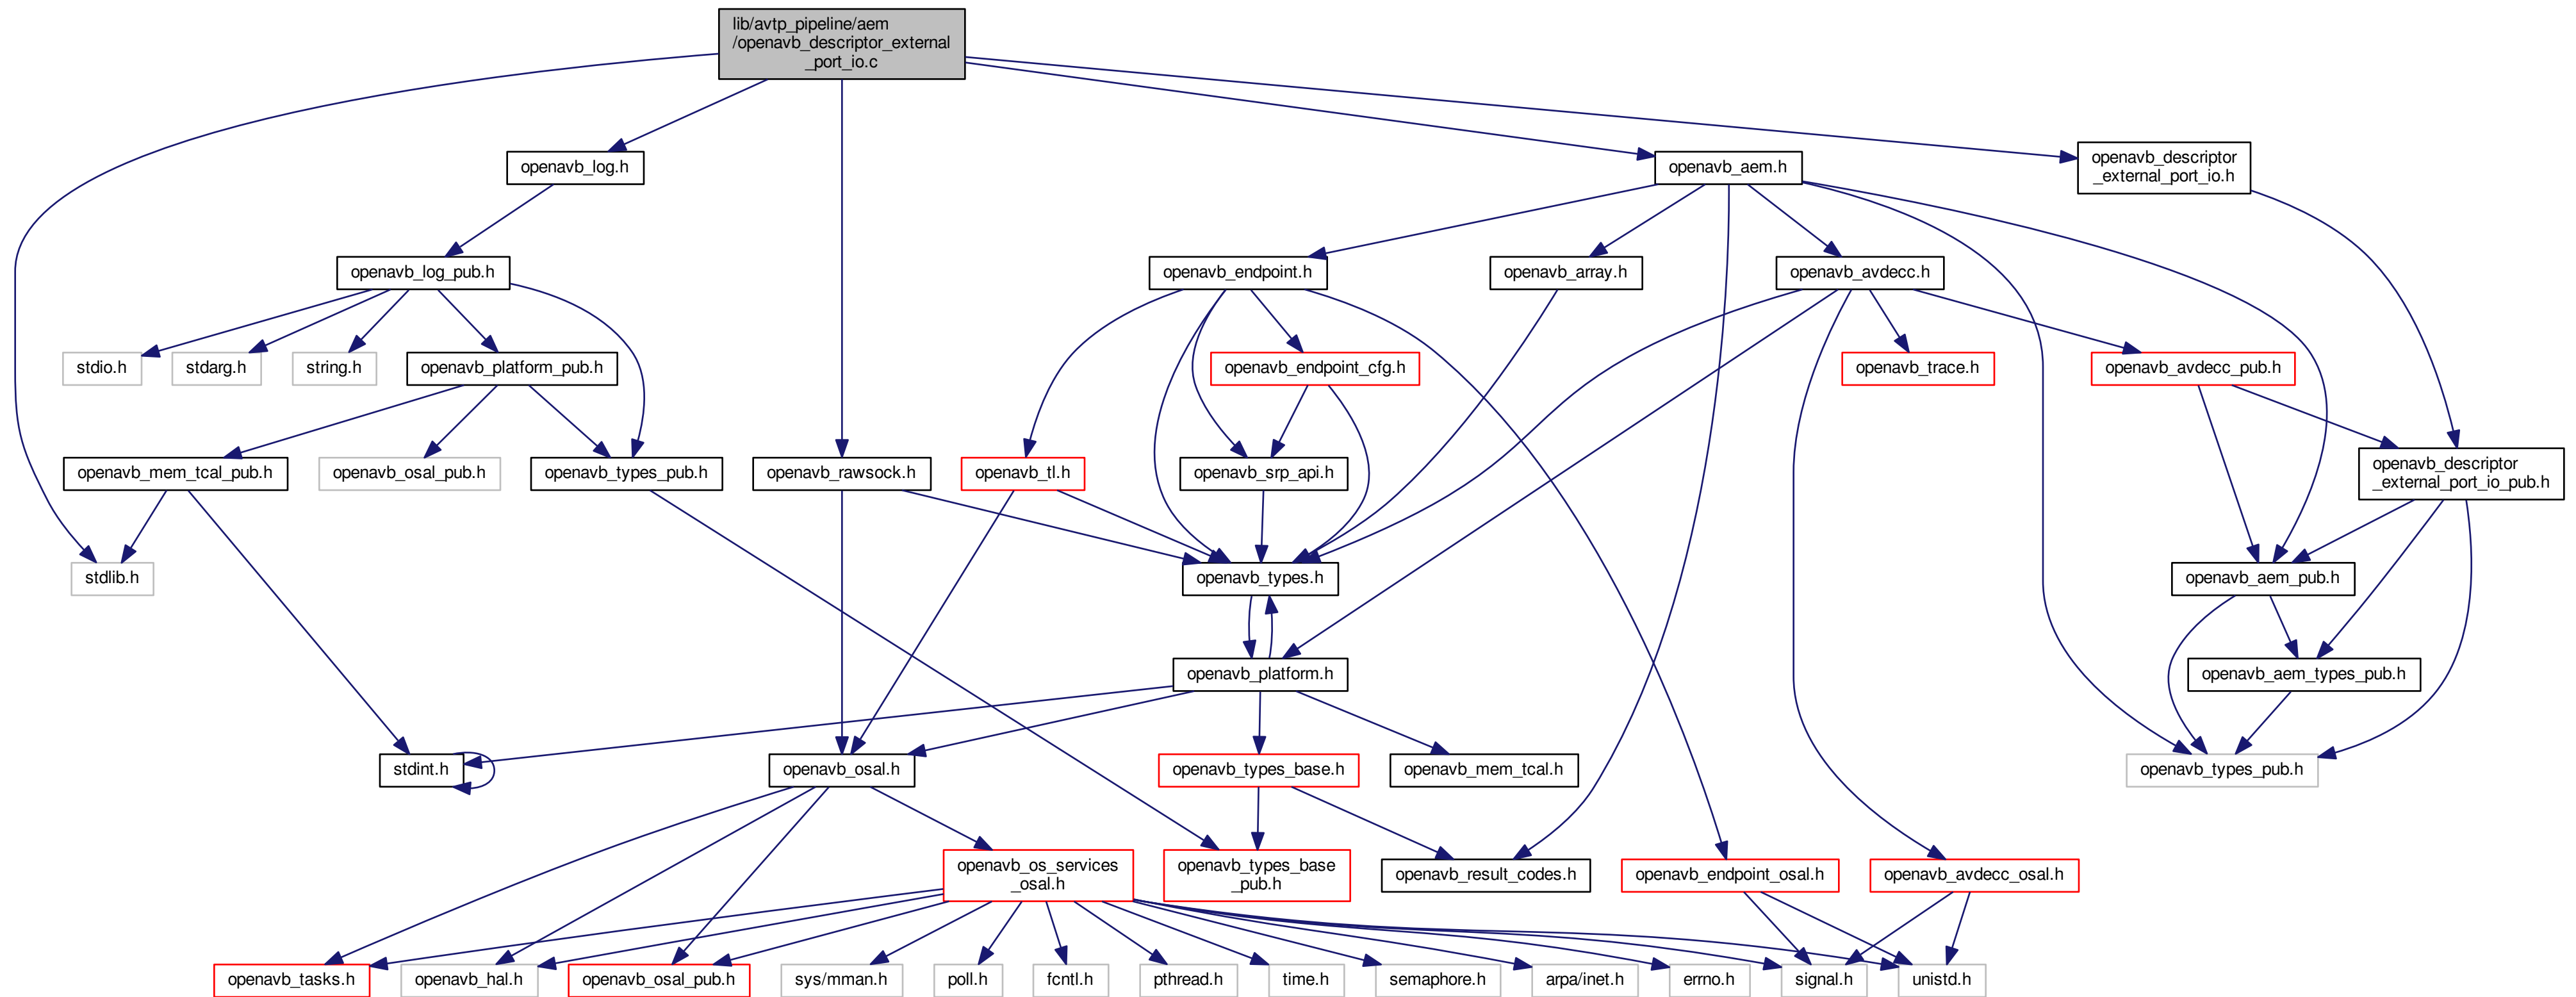 lib/avtp_pipeline/aem
/openavb_descriptor_external
_port_io.c
openavb_log.h
openavb_aem.h
openavb_descriptor
_external_port_io.h
openavb_log_pub.h
openavb_endpoint.h
openavb_array.h
openavb_avdecc.h
stdio.h
stdarg.h
string.h
openavb_platform_pub.h
openavb_endpoint_cfg.h
openavb_trace.h
openavb_avdecc_pub.h
openavb_mem_tcal_pub.h
openavb_osal_pub.h
openavb_types_pub.h
openavb_rawsock.h
openavb_tl.h
openavb_srp_api.h
openavb_descriptor
_external_port_io_pub.h
stdlib.h
openavb_types.h
openavb_aem_pub.h
openavb_platform.h
openavb_aem_types_pub.h
stdint.h
openavb_osal.h
openavb_types_base.h
openavb_mem_tcal.h
openavb_types_pub.h
openavb_os_services
_osal.h
openavb_types_base
_pub.h
openavb_result_codes.h
openavb_endpoint_osal.h
openavb_avdecc_osal.h
openavb_tasks.h
openavb_hal.h
openavb_osal_pub.h
sys/mman.h
poll.h
fcntl.h
pthread.h
time.h
semaphore.h
arpa/inet.h
errno.h
signal.h
unistd.h